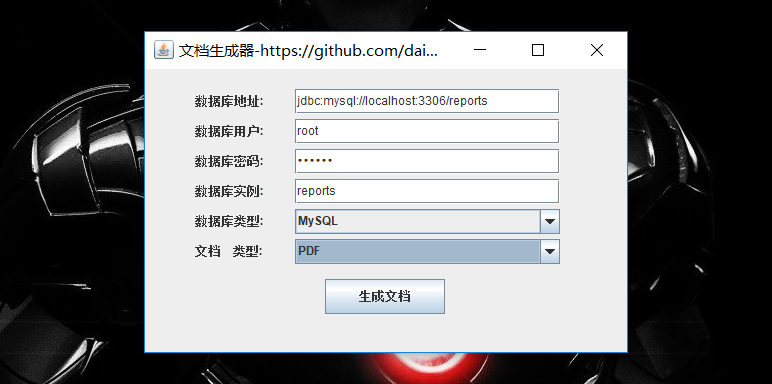 文档生成器-https://github.com/dai...
数据库地址: jdbc:mysql://localhost:3306/reports
数据库用户: root
数据库密码: ••••••
数据库实例: reports
数据库类型: MySQL
文档 类型: PDF
生成文档